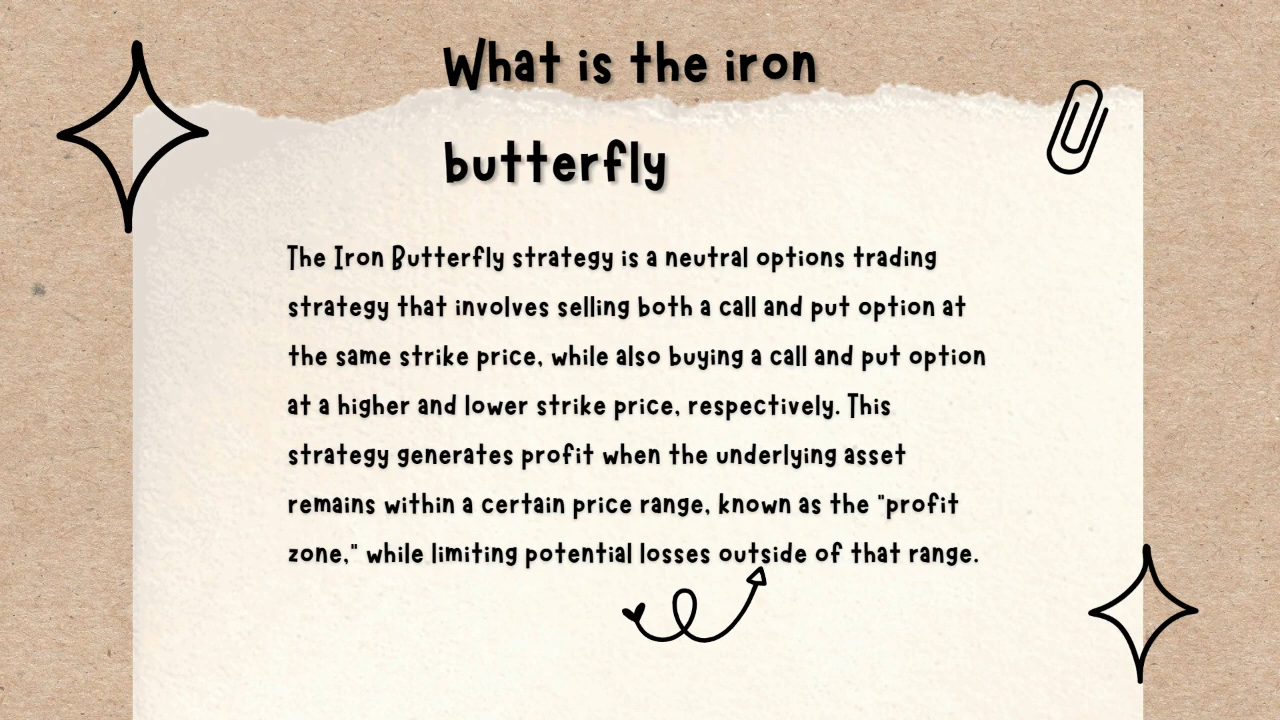 What is the iron
butterfly
The Iron Butterfly strategy is a neutral options trading
strategy that involves selling both a call and put option at
the same strike price, while also buying a call and put option
at a higher and lower strike price, respectively. This
strategy generates profit when the underlying asset
remains within a certain price range, known as the "profit
zone," while limiting potential losses outside of that range.